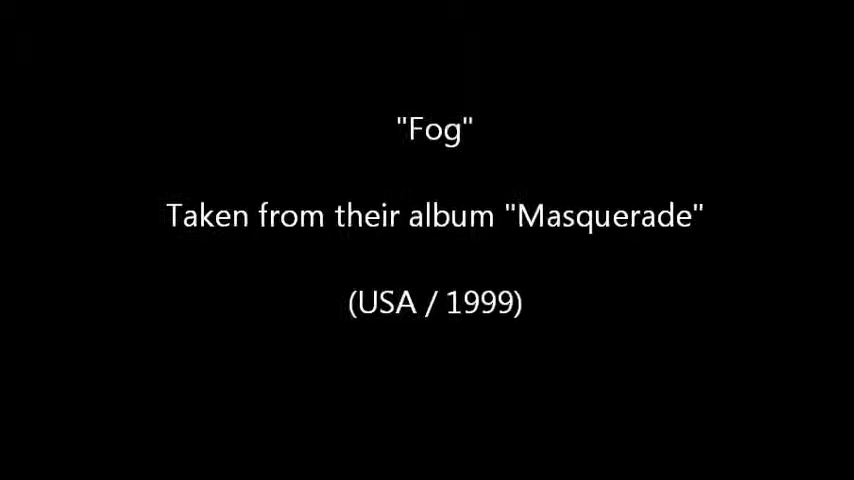 "Fog"
Taken from their album "Masquerade"
(USA / 1999)